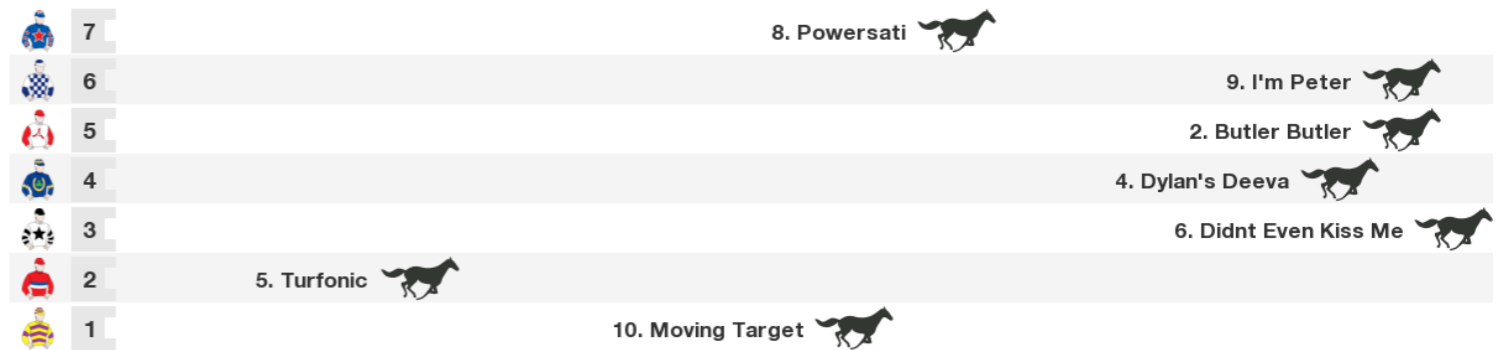 7 8. Powersati
6 9. I'm Peter
5 2. Butler Butler
4 4. Dylan's Deeva
3 6. Didnt Even Kiss Me
2 5. Turfonic
1 10. Moving Target